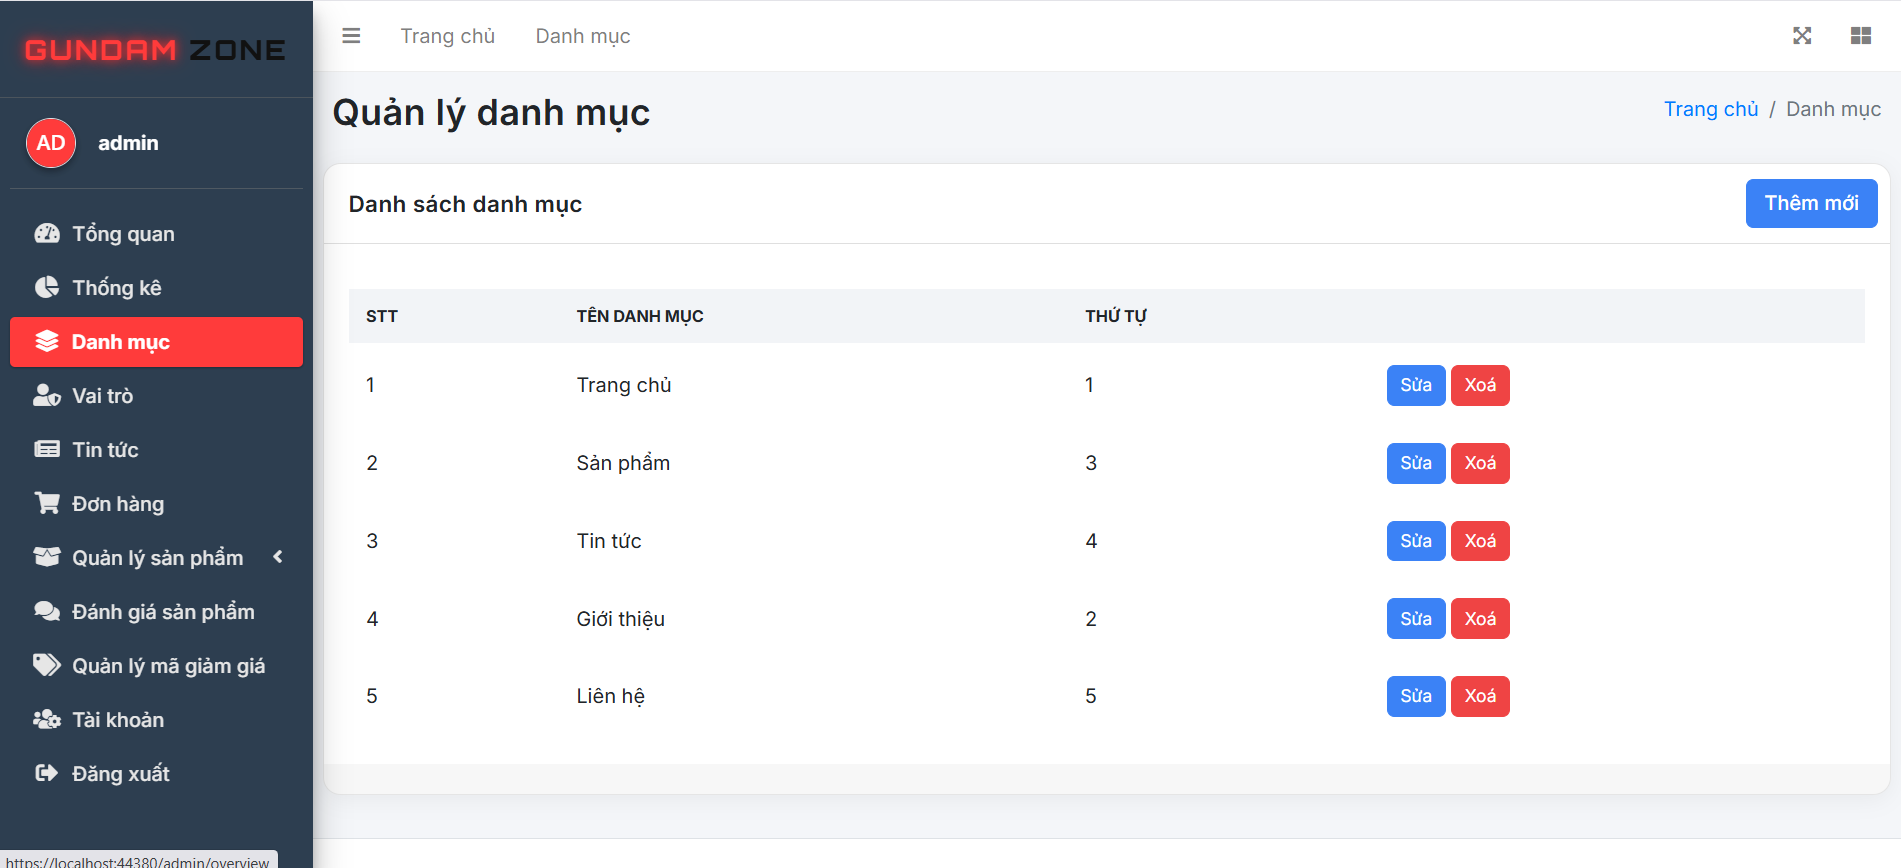 GUNDAM ZONE
AD admin
Tổng quan
Thống kê
Danh mục
Vai trò
Tin tức
Đơn hàng
Quản lý sản phẩm
Đánh giá sản phẩm
Quản lý mã giảm giá
Tài khoản
Đăng xuất
https://localhost:44380/admin/overview
Trang chủ Danh mục
Quản lý danh mục
Trang chủ / Danh mục
Danh sách danh mục
Thêm mới
STT TÊN DANH MỤC THỨ TỰ
1 Trang chủ 1 Sửa Xoá
2 Sản phẩm 3 Sửa Xoá
3 Tin tức 4 Sửa Xoá
4 Giới thiệu 2 Sửa Xoá
5 Liên hệ 5 Sửa Xoá